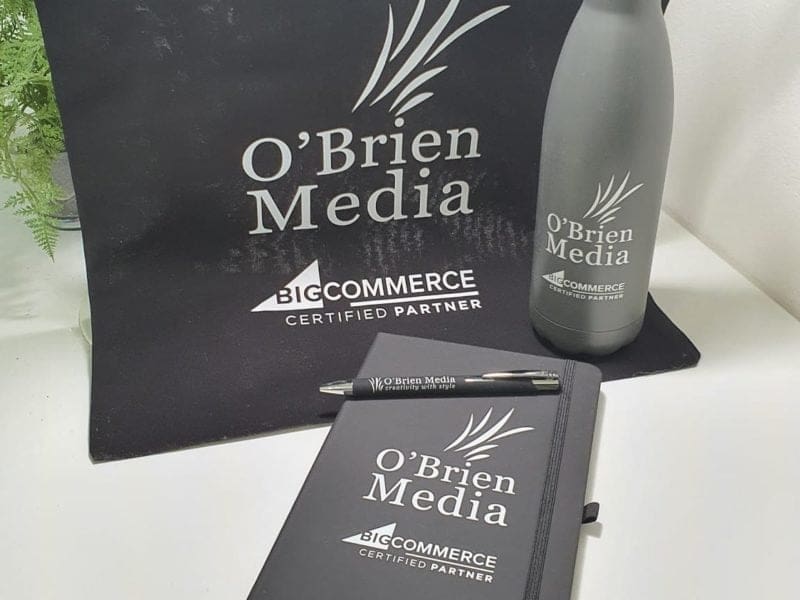 O'Brien
Media
BIGCOMMERCE
CERTIFIED PARTNER
O'Brien
Media
BIGCOMMERCE
CERTIFIED PARTNER
O'Brien Media
creativity with style
O'Brien
Media
BIGCOMMERCE
CERTIFIED PARTNER